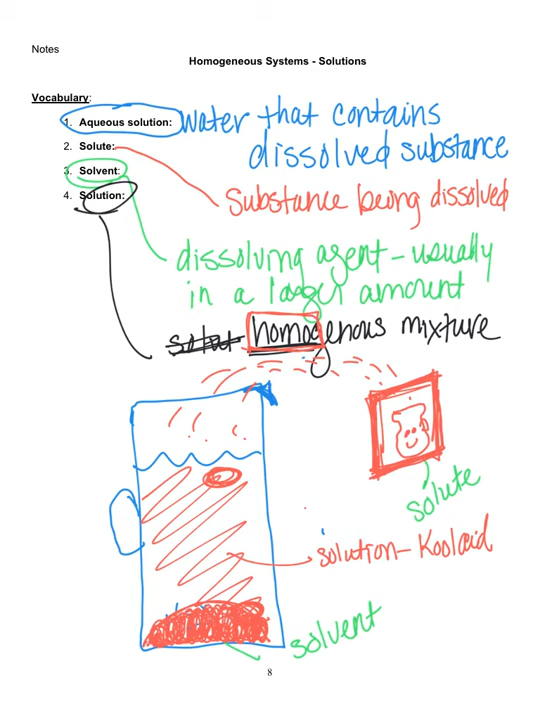 Notes
Homogeneous Systems - Solutions
Vocabulary:
1. Aqueous solution: Water that contains
dissolved substance
2. Solute:
Substance being dissolved
3. Solvent:
dissolving agent - usually
in a larger amount
4. Solution:
homogenous mixture
solute
solution - Koolaid
solvent
8